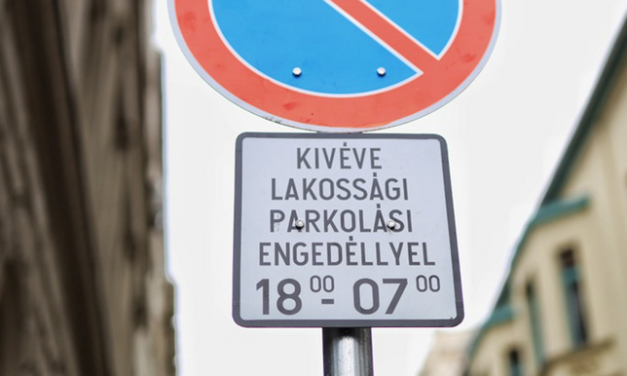 KIVÉVE
LAKOSSÁGI
PARKOLÁSI
ENGEDÉLLYEL
18⁰⁰ - 07⁰⁰